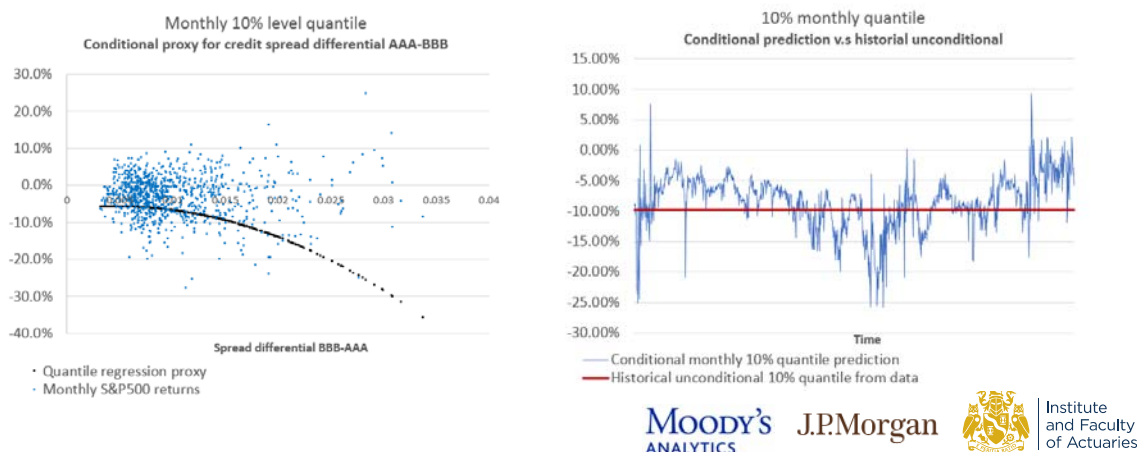 Monthly 10% level quantile
Conditional proxy for credit spread differential AAA-BBB
30.0%
20.0%
10.0%
0.0%
-10.0%
-20.0%
-30.0%
-40.0%
0 0.01 0.02 0.025 0.03 0.035 0.04
Spread differential BBB-AAA
Quantile regression proxy
Monthly S&P500 returns
10% monthly quantile
Conditional prediction v.s historial unconditional
15.00%
10.00%
5.00%
0.00%
-5.00%
-10.00%
-15.00%
-20.00%
-25.00%
-30.00%
Time
Conditional monthly 10% quantile prediction
Historical unconditional 10% quantile from data
MOODY'S
ANALYTICS
J.P.Morgan
Institute
and Faculty
of Actuaries